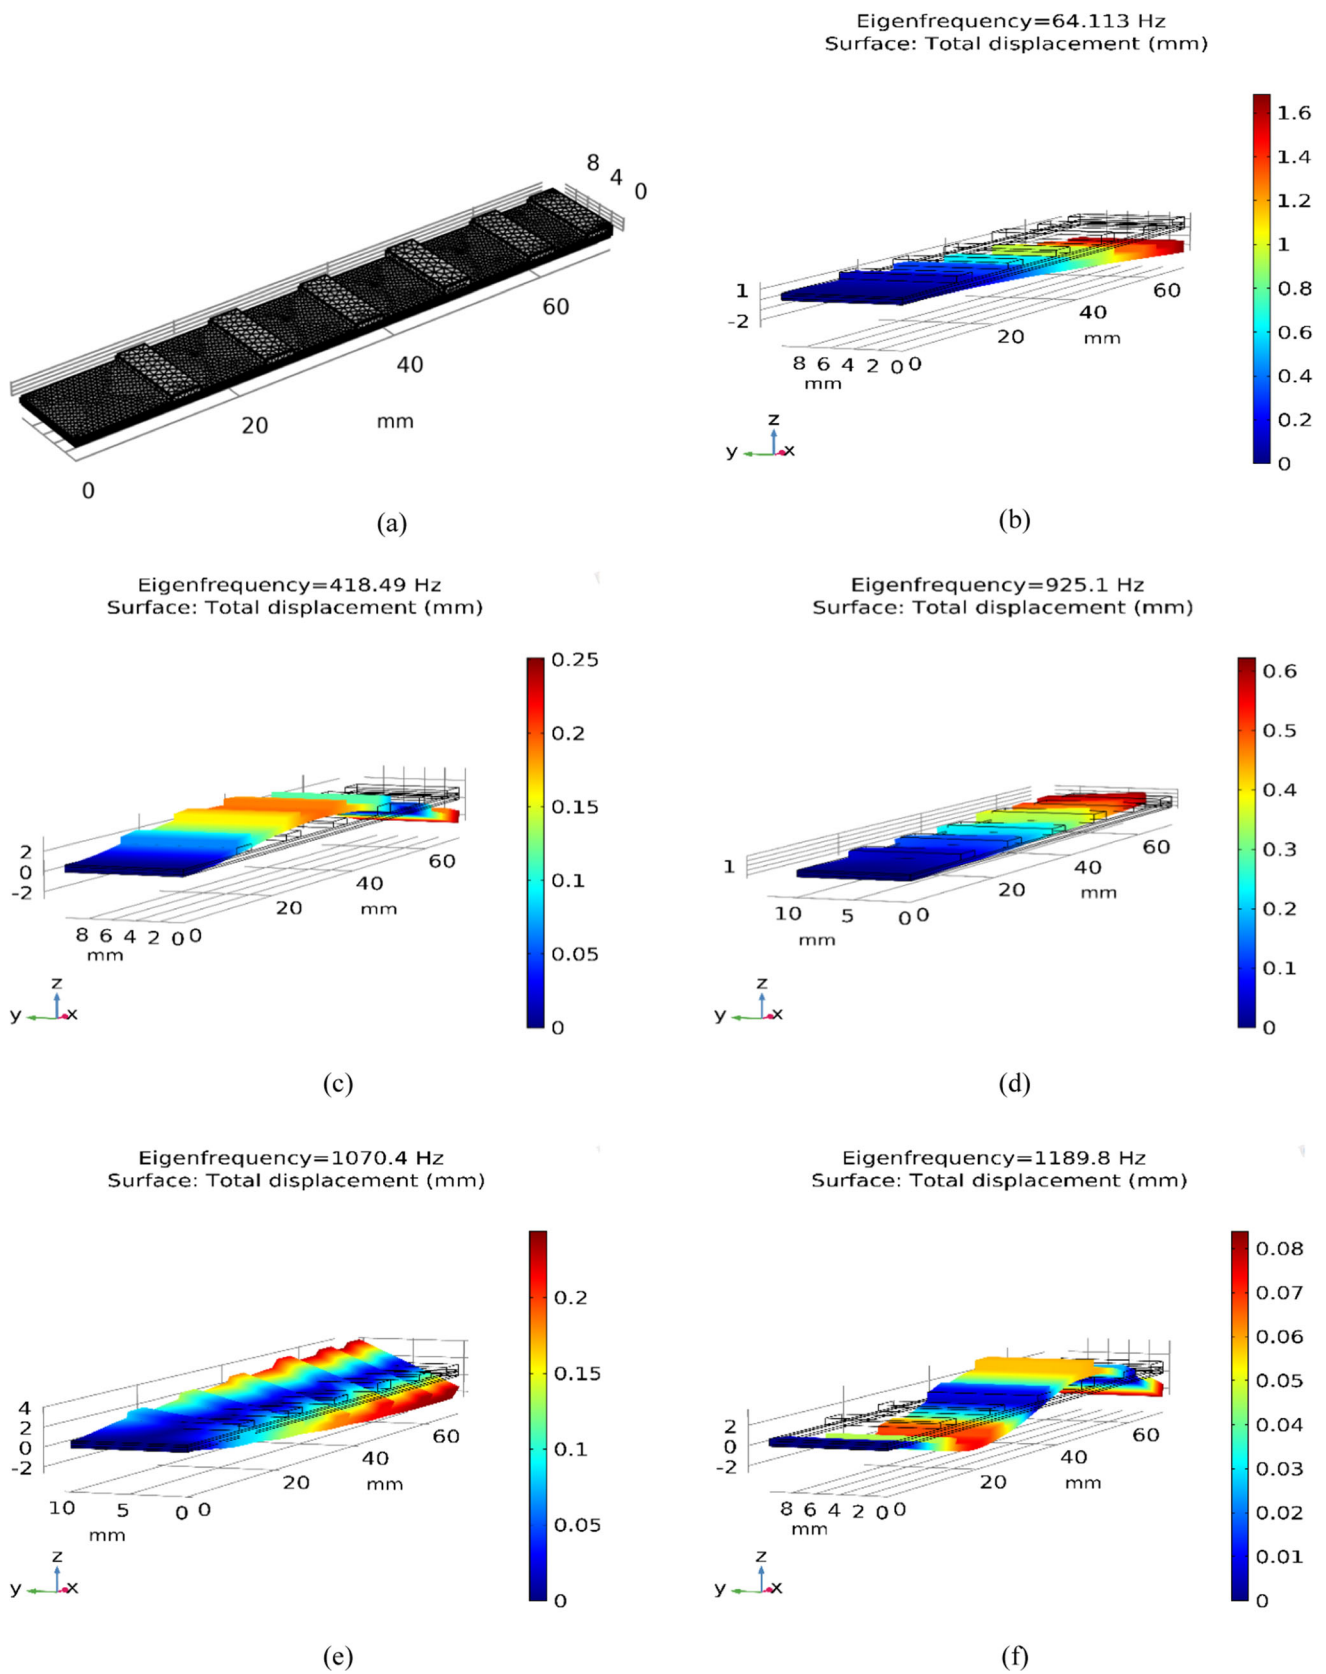 8
4
0
60
40
20
mm
0
(a)
Eigenfrequency=64.113 Hz
Surface: Total displacement (mm)
1.6
1.4
1.2
1
0.8
0.6
0.4
0.2
0
1
-2
60
40
mm
20
8 6 4 2 0 0
mm
z
y x
(b)
Eigenfrequency=418.49 Hz
Surface: Total displacement (mm)
0.25
0.2
0.15
0.1
0.05
0
2
0
-2
60
40
mm
20
8 6 4 2 0 0
mm
z
y x
(c)
Eigenfrequency=925.1 Hz
Surface: Total displacement (mm)
0.6
0.5
0.4
0.3
0.2
0.1
0
1
60
40
mm
20
10 5 0 0
mm
z
y x
(d)
Eigenfrequency=1070.4 Hz
Surface: Total displacement (mm)
0.2
0.15
0.1
0.05
0
4
2
0
-2
60
40
mm
20
10 5 0 0
mm
z
y x
(e)
Eigenfrequency=1189.8 Hz
Surface: Total displacement (mm)
0.08
0.07
0.06
0.05
0.04
0.03
0.02
0.01
0
2
0
-2
60
40
mm
20
8 6 4 2 0 0
mm
z
y x
(f)